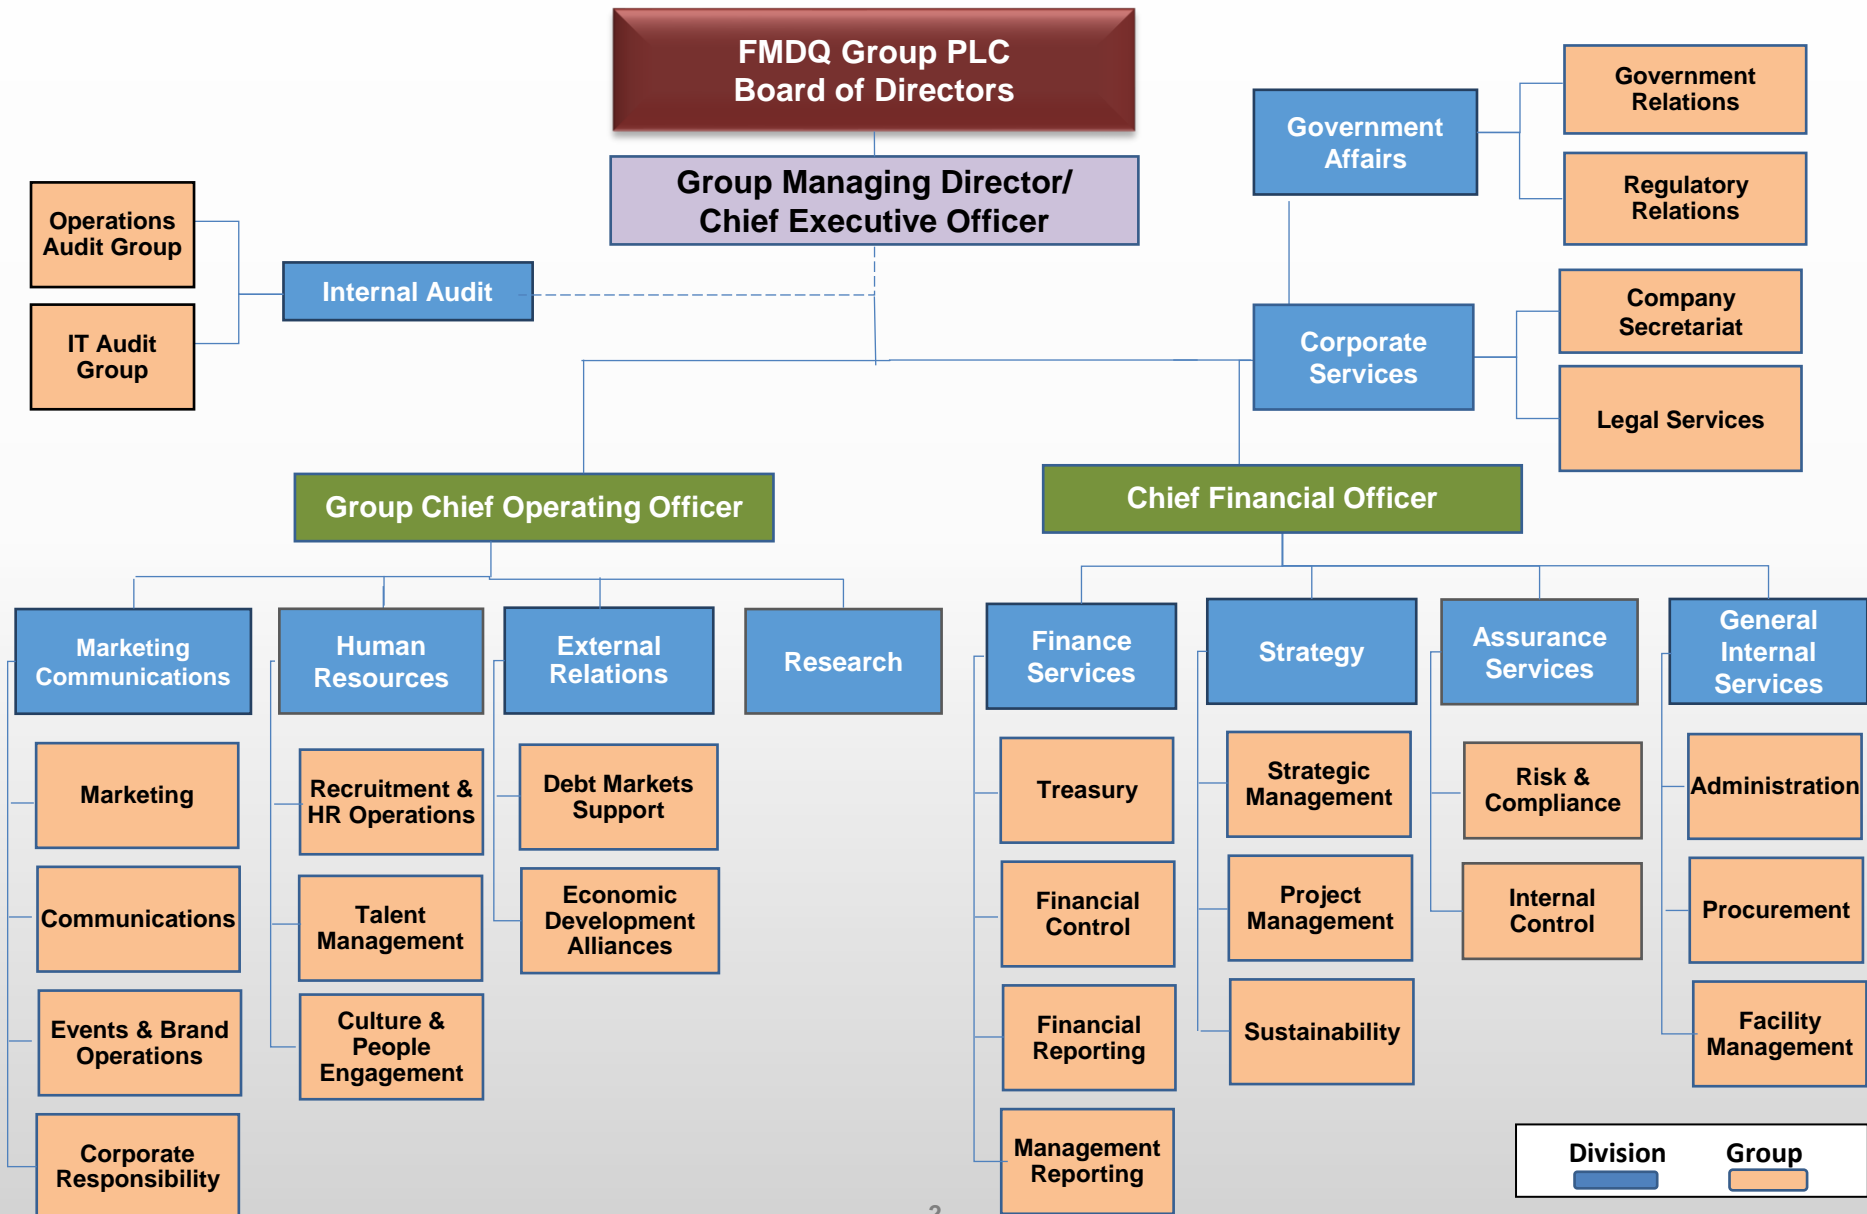 FMDQ Group PLC
Board of Directors
Group Managing Director/
Chief Executive Officer
Government
Affairs
Government
Relations
Regulatory
Relations
Operations
Audit Group
IT Audit
Group
Internal Audit
Corporate
Services
Company
Secretariat
Legal Services
Group Chief Operating Officer
Chief Financial Officer
Marketing
Communications
Human
Resources
External
Relations
Research
Finance
Services
Strategy
Assurance
Services
General
Internal
Services
Marketing
Communications
Events & Brand
Operations
Corporate
Responsibility
Recruitment &
HR Operations
Talent
Management
Culture &
People
Engagement
Debt Markets
Support
Economic
Development
Alliances
Treasury
Financial
Control
Financial
Reporting
Management
Reporting
Strategic
Management
Project
Management
Sustainability
Risk &
Compliance
Internal
Control
Administration
Procurement
Facility
Management
Division
Group